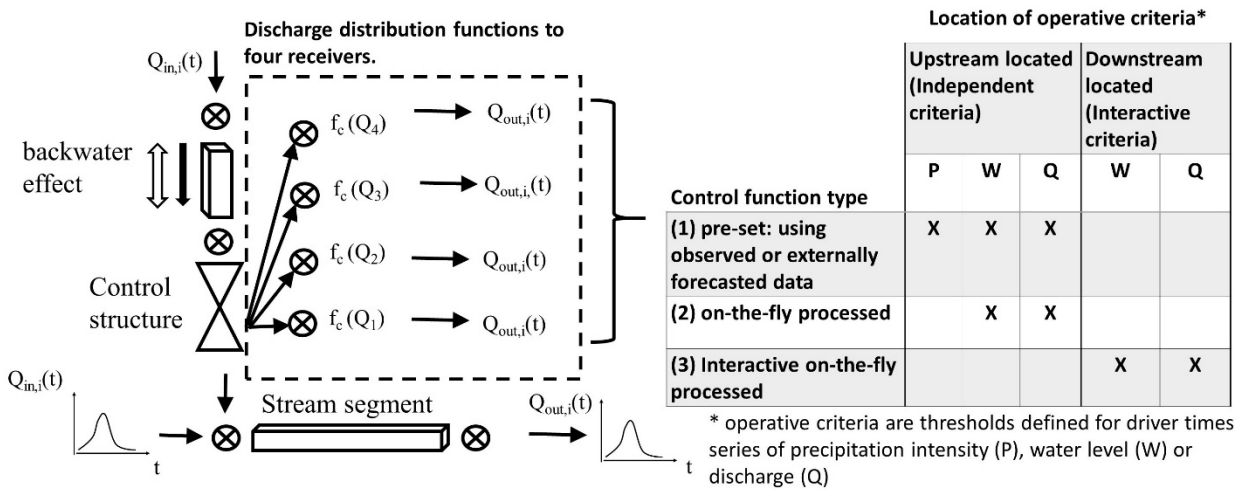 Discharge distribution functions to
four receivers.
Q_in,i(t)
backwater
effect
Control
structure
f_c (Q_4)
Q_out,i(t)
f_c (Q_3)
Q_out,i,(t)
f_c (Q_2)
Q_out,i(t)
f_c (Q_1)
Q_out,i(t)
Q_in,i(t)
t
Stream segment
Q_out,i(t)
t
Location of operative criteria*
Upstream located
(Independent
criteria)
Downstream
located
(Interactive
criteria)
Control function type
P W Q W Q
(1) pre-set: using
observed or externally
forecasted data
X X X
(2) on-the-fly processed
X X
(3) Interactive on-the-fly
processed
X X
* operative criteria are thresholds defined for driver times
series of precipitation intensity (P), water level (W) or
discharge (Q)